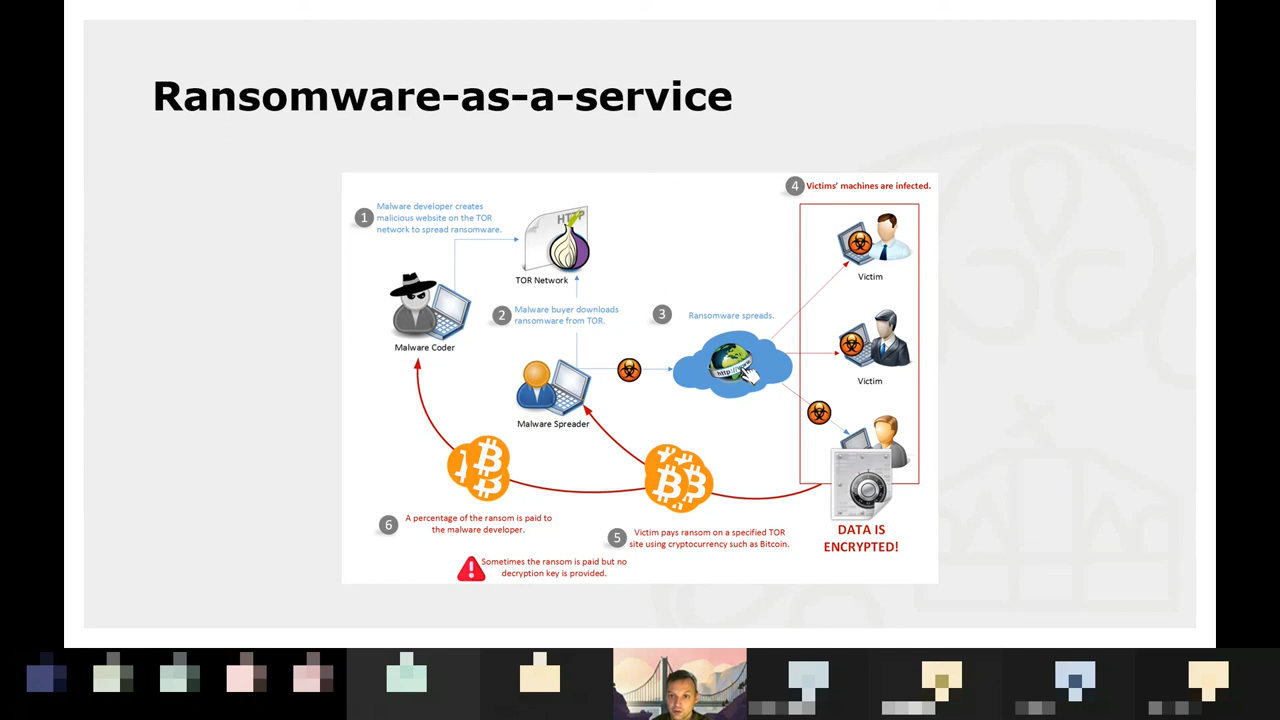 Ransomware-as-a-service
1
Malware developer creates
malicious website on the TOR
network to spread ransomware.
HTTP
TOR Network
Malware Coder
2
Malware buyer downloads
ransomware from TOR.
Malware Spreader
3
Ransomware spreads.
http://www
4
Victims' machines are infected.
Victim
Victim
DATA IS
ENCRYPTED!
5
Victim pays ransom on a specified TOR
site using cryptocurrency such as Bitcoin.
6
A percentage of the ransom is paid to
the malware developer.
!
Sometimes the ransom is paid but no
decryption key is provided.